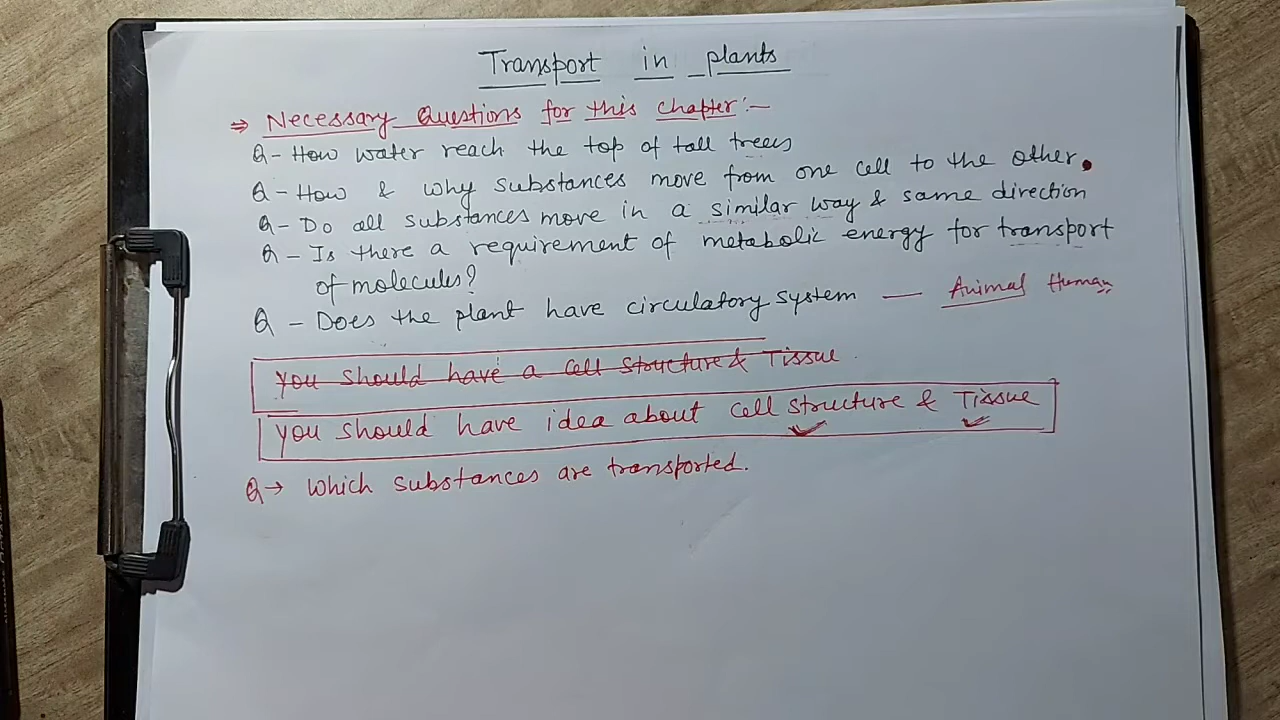 Transport in plants
⇒ Necessary Questions for this chapter:-
Q- How water reach the top of tall trees
Q - How & why substances move from one cell to the other.
Q- Do all substances move in a similar way & same direction
Q - Is there a requirement of metabolic energy for transport
of molecules?
Q - Does the plant have circulatory system — Animal Human
You should have a cell structure & Tissue
You should have idea about cell structure & Tissue
Q → Which substances are transported.